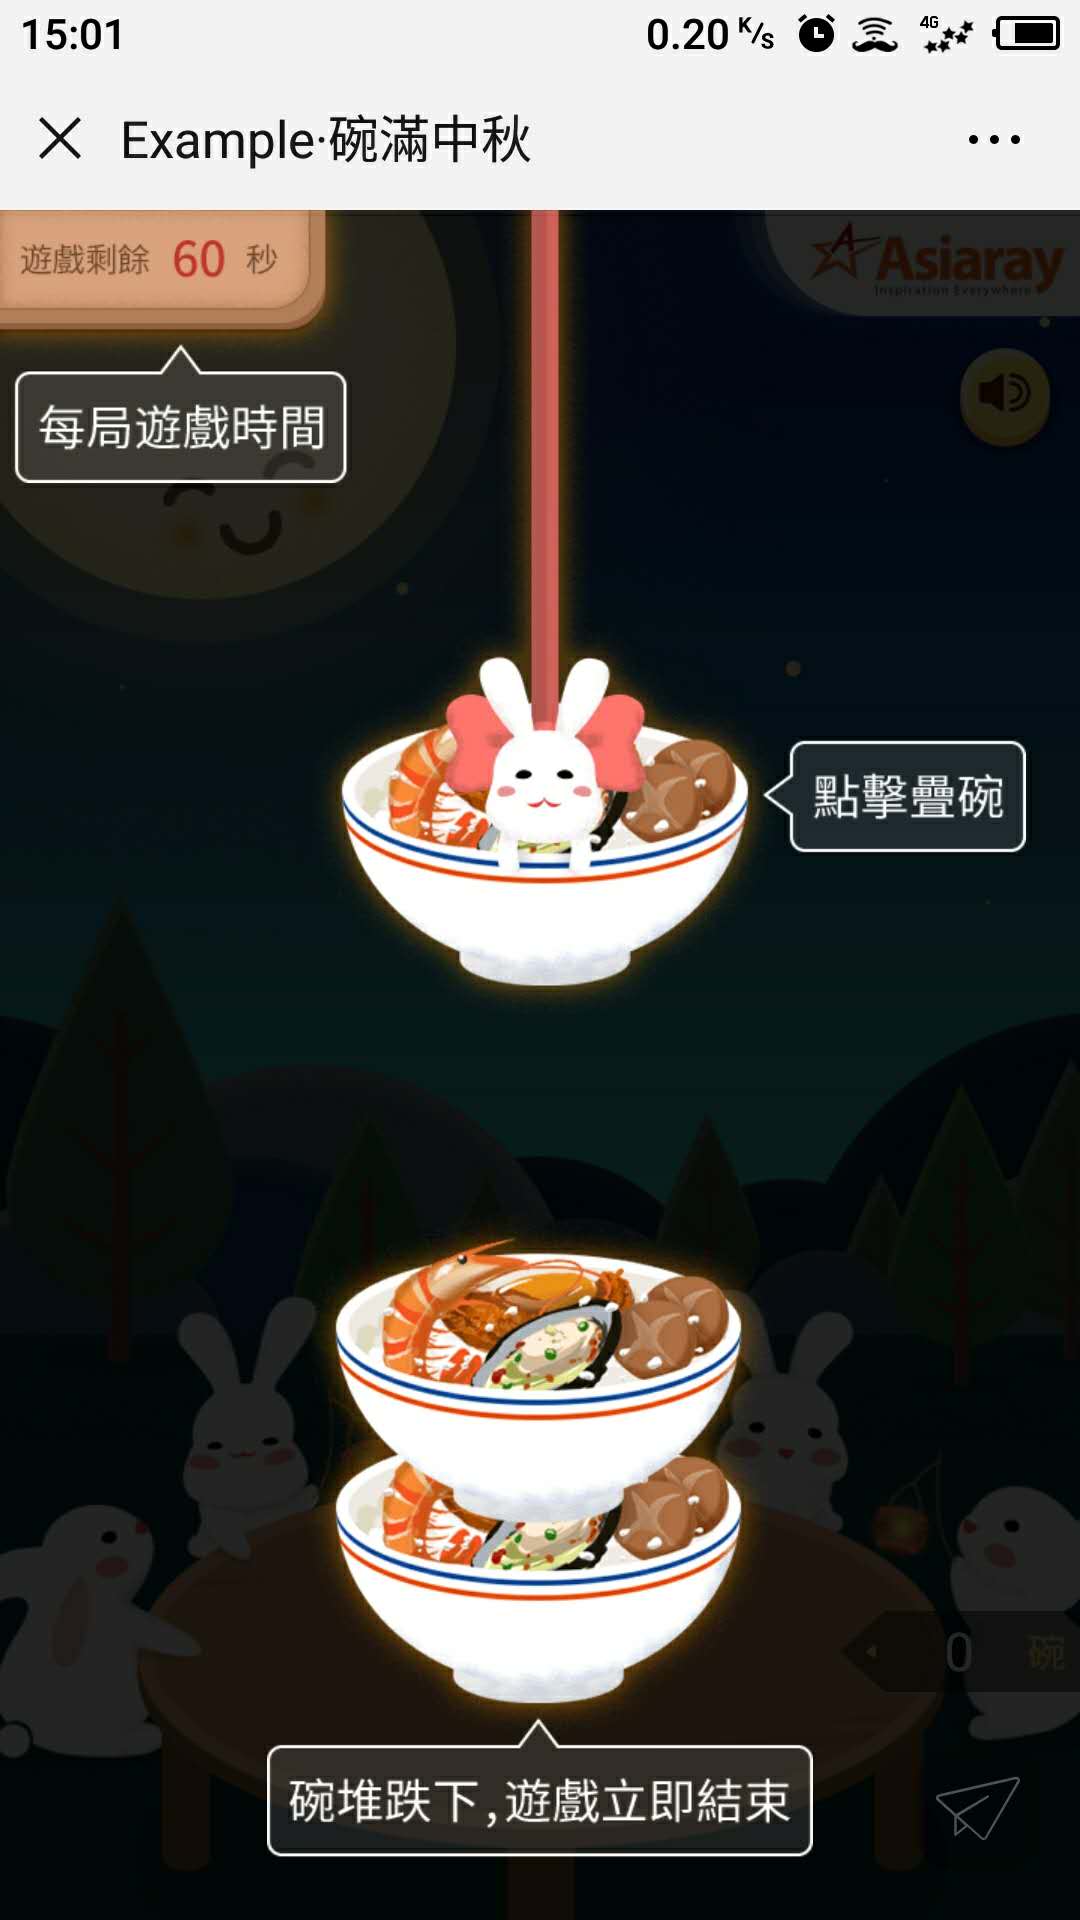 15:01
0.20 K/s
4G
Example·碗滿中秋
遊戲剩餘 60 秒
Asiaray
Inspiration Everywhere
每局遊戲時間
點擊疊碗
0 碗
碗堆跌下,遊戲立即結束